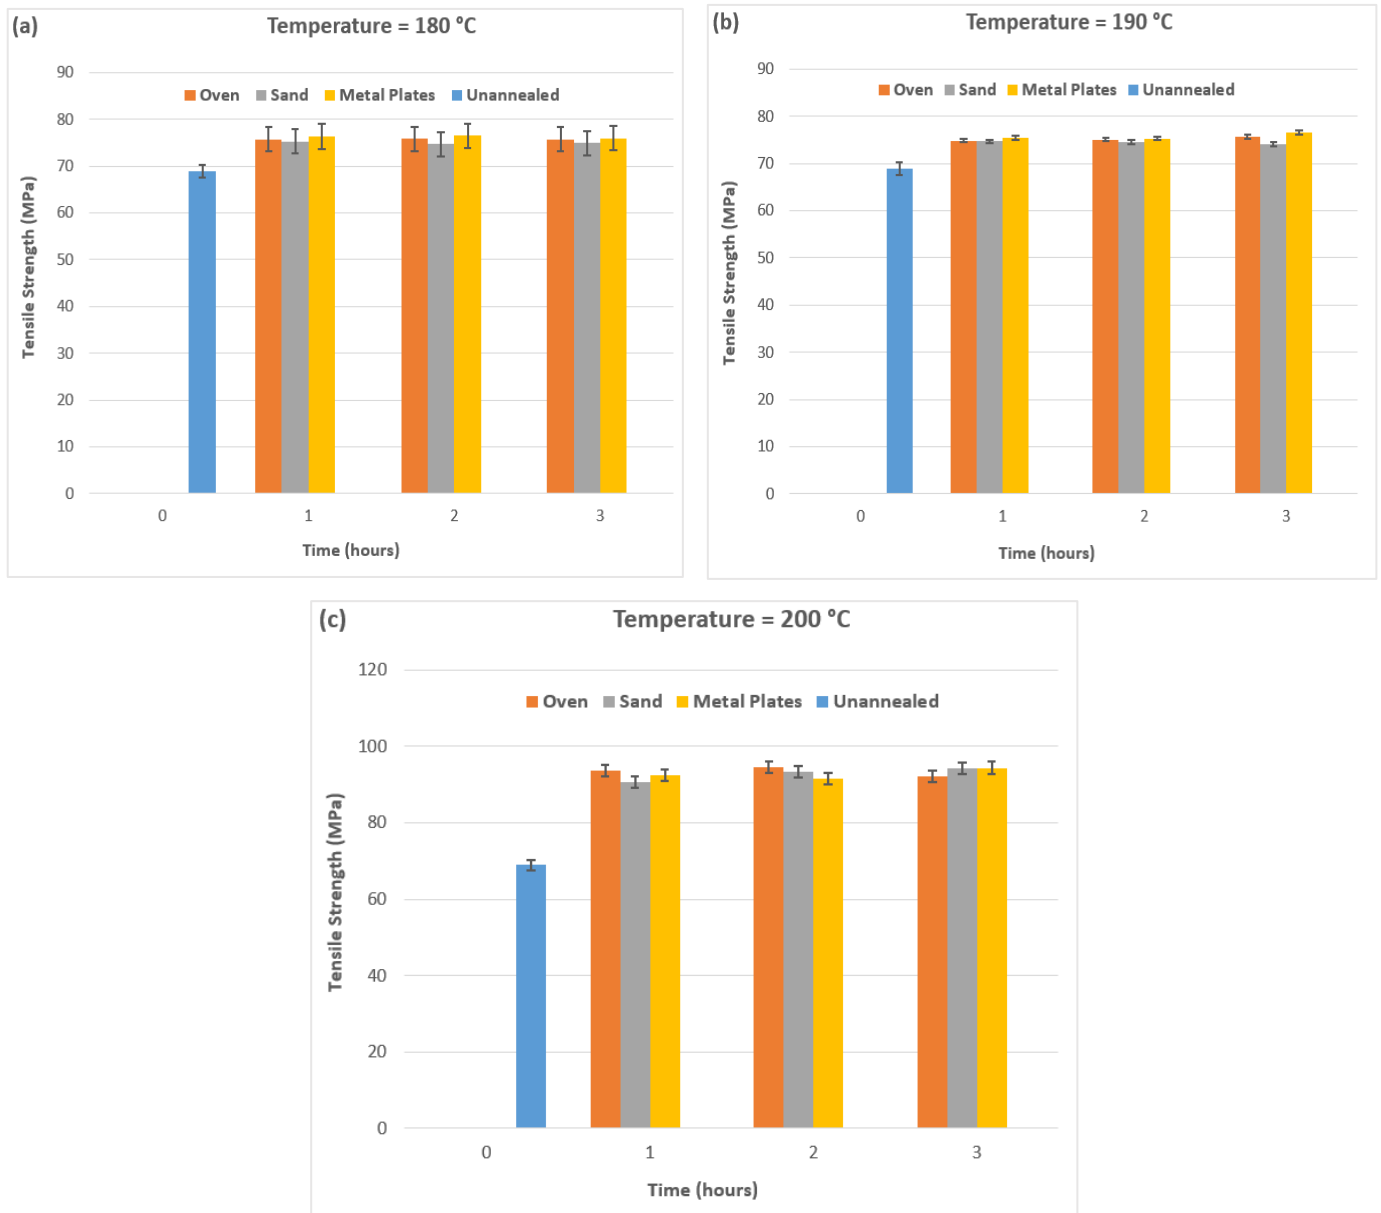 (a)
Temperature = 180 °C
90
80
70
60
50
40
30
20
10
0
Oven Sand Metal Plates Unannealed
Tensile Strength (MPa)
0 1 2 3
Time (hours)
(b)
Temperature = 190 °C
90
80
70
60
50
40
30
20
10
0
Oven Sand Metal Plates Unannealed
Tensile Strength (MPa)
0 1 2 3
Time (hours)
(c)
Temperature = 200 °C
120
100
80
60
40
20
0
Oven Sand Metal Plates Unannealed
Tensile Strength (MPa)
0 1 2 3
Time (hours)